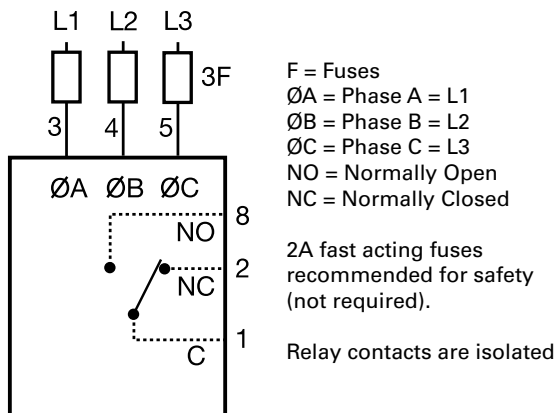 L1 L2 L3
3F
3 4 5
ØA ØB ØC
8
NO
2
NC
1
C
F = Fuses
ØA = Phase A = L1
ØB = Phase B = L2
ØC = Phase C = L3
NO = Normally Open
NC = Normally Closed
2A fast acting fuses
recommended for safety
(not required).
Relay contacts are isolated